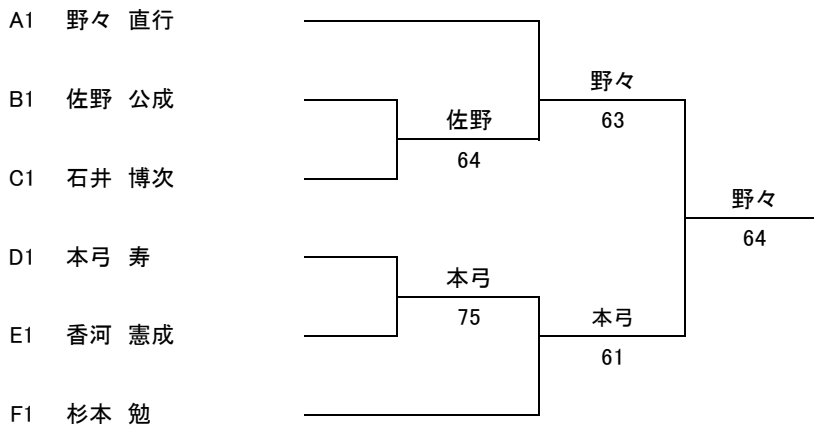 A1 野々 直行
野々
B1 佐野 公成
佐野
63
64
C1 石井 博次
野々
64
D1 本弓 寿
本弓
75
本弓
E1 香河 憲成
61
F1 杉本 勉